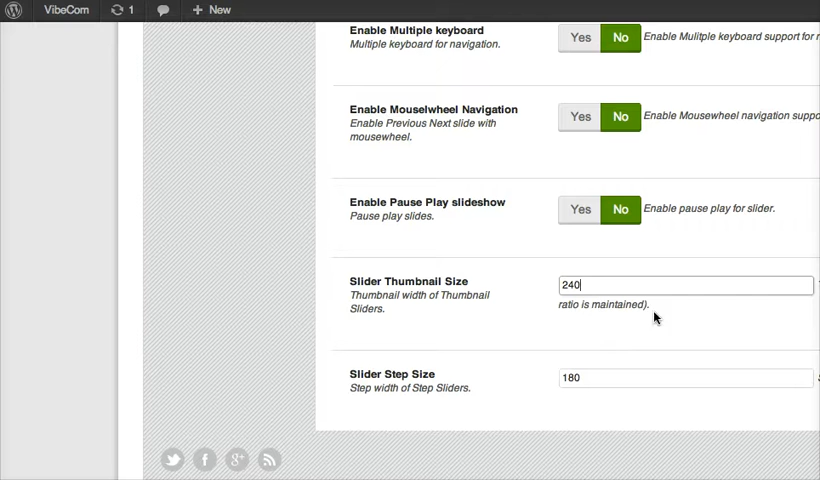 VibeCom 1 New
Enable Multiple keyboard
Multiple keyboard for navigation.
Yes No Enable Mulitple keyboard support for
Enable Mouselwheel Navigation
Enable Previous Next slide with
mousewheel.
Yes No Enable Mousewheel navigation suppo
Enable Pause Play slideshow
Pause play slides.
Yes No Enable pause play for slider.
Slider Thumbnail Size
Thumbnail width of Thumbnail
Sliders.
240
ratio is maintained).
Slider Step Size
Step width of Step Sliders.
180